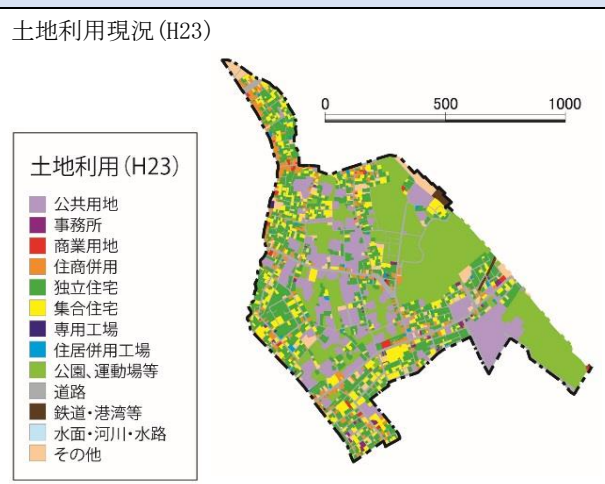 土地利用現況(H23)
0 500 1000
土地利用(H23)
公共用地
事務所
商業用地
住商併用
独立住宅
集合住宅
専用工場
住居併用工場
公園、運動場等
道路
鉄道・港湾等
水面・河川・水路
その他